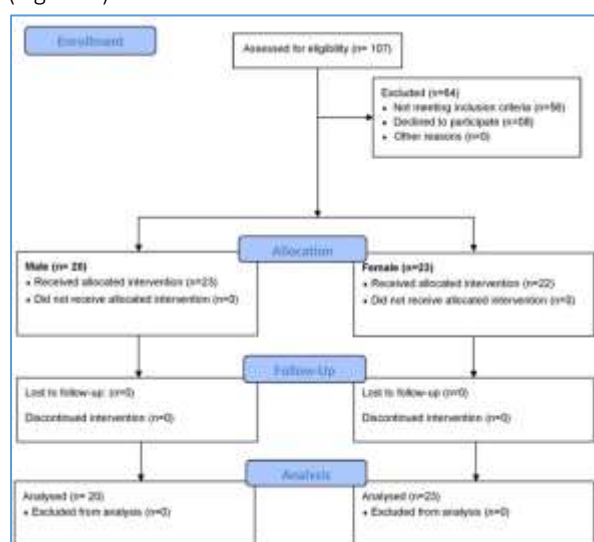 Enrollment
Assessed for eligibility (n= 107)
Excluded (n=64)
• Not meeting inclusion criteria (n=56)
• Declined to participate (n=08)
• Other reasons (n=0)
Allocation
Male (n= 20)
• Received allocated intervention (n=23)
• Did not receive allocated intervention (n=0)
Female (n=23)
• Received allocated intervention (n=22)
• Did not receive allocated intervention (n=0)
Follow-Up
Lost to follow-up: (n=0)
Discontinued intervention (n=0)
Lost to follow-up (n=0)
Discontinued intervention (n=0)
Analysis
Analysed (n= 20)
• Excluded from analysis (n=0)
Analysed (n=23)
• Excluded from analysis (n=0)